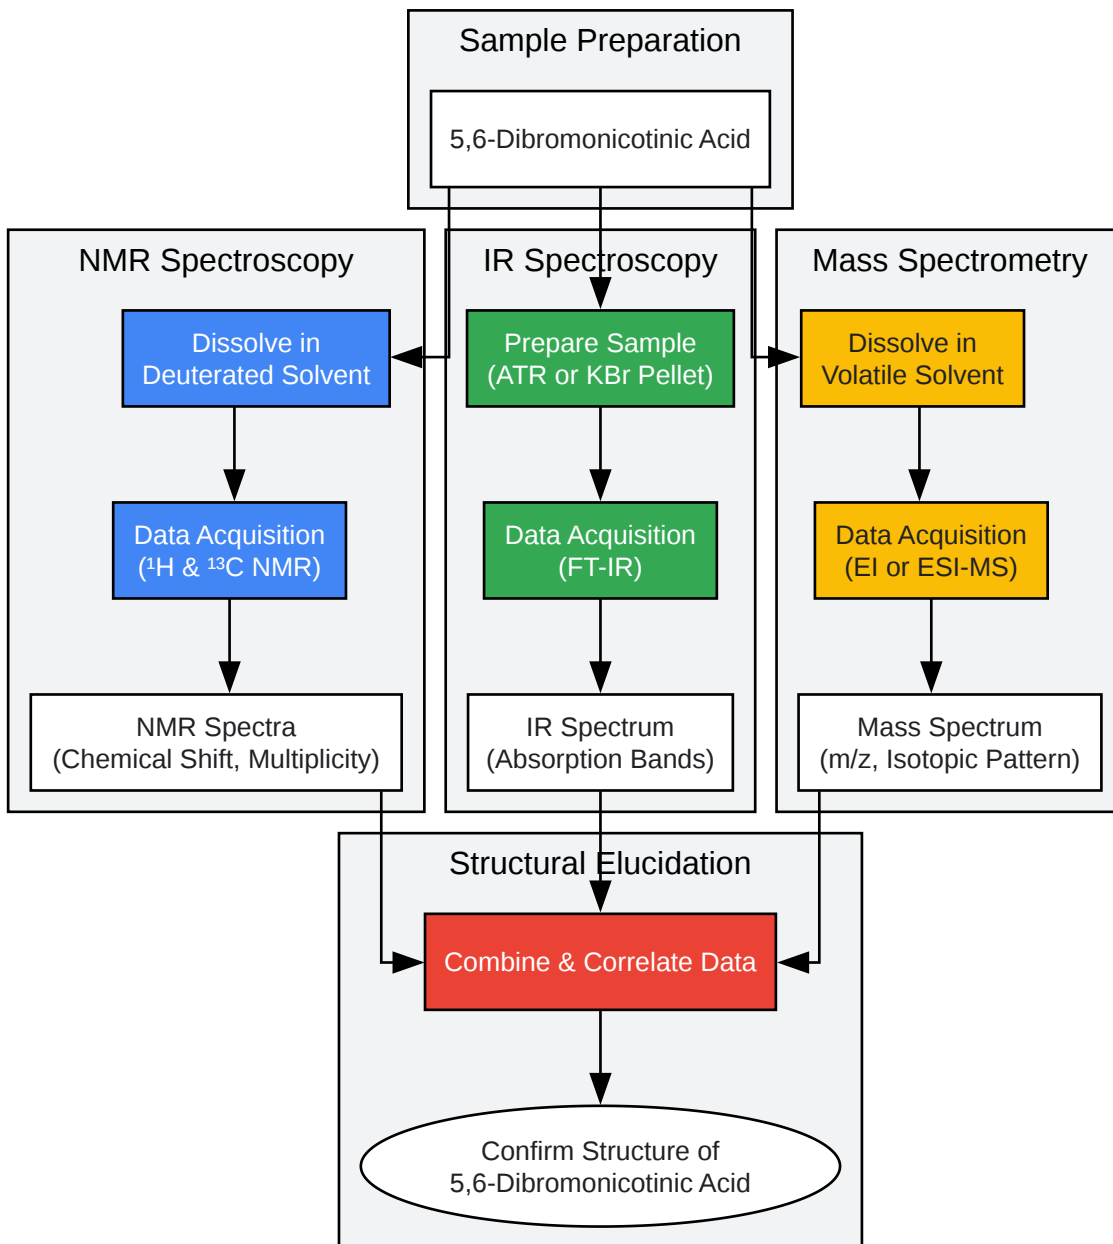 Sample Preparation
5,6-Dibromonicotinic Acid
NMR Spectroscopy
Dissolve in
Deuterated Solvent
Data Acquisition
(¹H & ¹³C NMR)
NMR Spectra
(Chemical Shift, Multiplicity)
IR Spectroscopy
Prepare Sample
(ATR or KBr Pellet)
Data Acquisition
(FT-IR)
IR Spectrum
(Absorption Bands)
Mass Spectrometry
Dissolve in
Volatile Solvent
Data Acquisition
(EI or ESI-MS)
Mass Spectrum
(m/z, Isotopic Pattern)
Structural Elucidation
Combine & Correlate Data
Confirm Structure of
5,6-Dibromonicotinic Acid